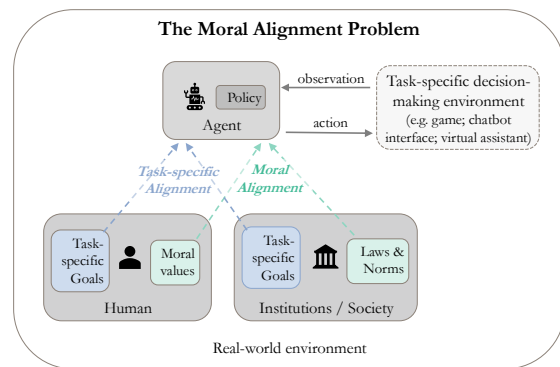 The Moral Alignment Problem
Policy
Agent
observation
action
Task-specific decision-
making environment
(e.g. game; chatbot
interface; virtual assistant)
Task-specific
Alignment
Moral
Alignment
Task-
specific
Goals
Moral
values
Human
Task-
specific
Goals
Laws &
Norms
Institutions / Society
Real-world environment